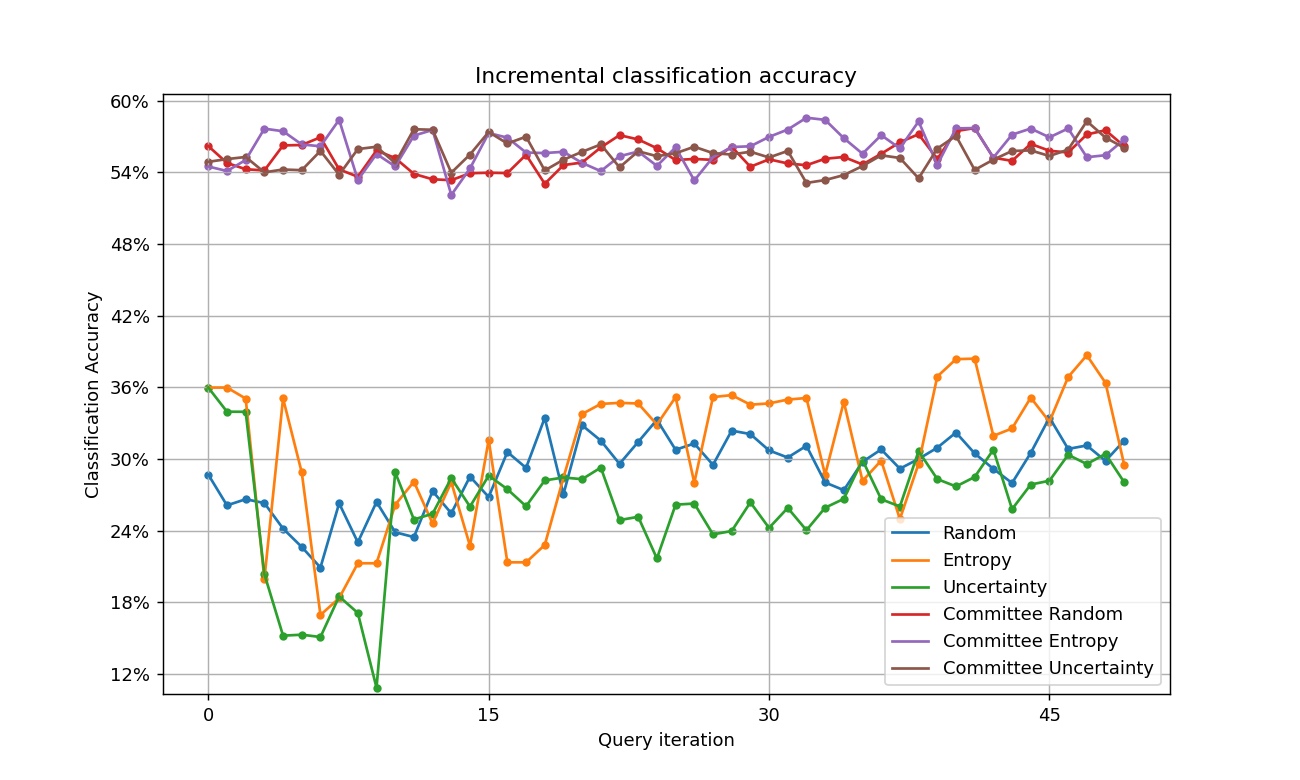 Incremental classification accuracy
60%
54%
48%
42%
36%
30%
24%
18%
12%
Classification Accuracy
0 15 30 45
Query iteration
Random
Entropy
Uncertainty
Committee Random
Committee Entropy
Committee Uncertainty